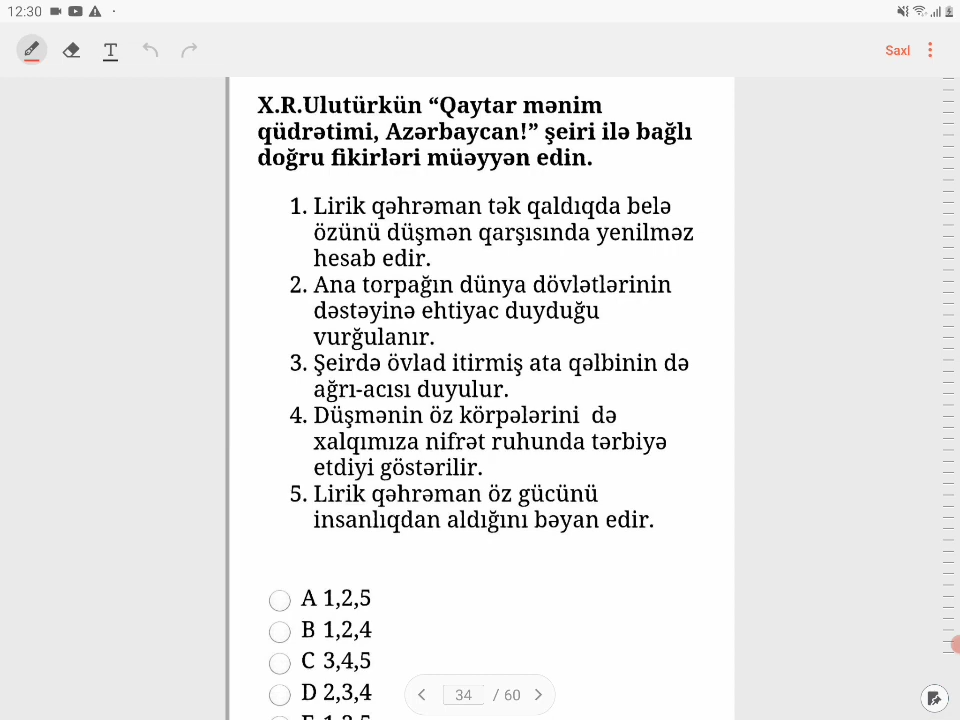 12:30
Saxl
X.R.Ulutürkün “Qaytar mənim
qüdrətimi, Azərbaycan!” şeiri ilə bağlı
doğru fikirləri müəyyən edin.
1. Lirik qəhrəman tək qaldıqda belə
özünü düşmən qarşısında yenilməz
hesab edir.
2. Ana torpağın dünya dövlətlərinin
dəstəyinə ehtiyac duyduğu
vurğulanır.
3. Şeirdə övlad itirmiş ata qəlbinin də
ağrı-acısı duyulur.
4. Düşmənin öz körpələrini də
xalqımıza nifrət ruhunda tərbiyə
etdiyi göstərilir.
5. Lirik qəhrəman öz gücünü
insanlıqdan aldığını bəyan edir.
A 1,2,5
B 1,2,4
C 3,4,5
D 2,3,4
34 / 60